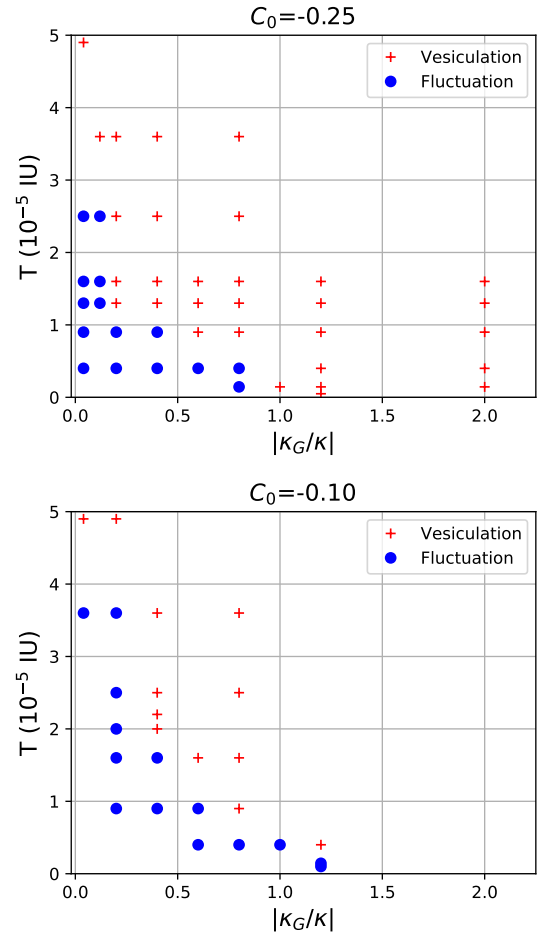 C₀=-0.25
5
4
3
2
1
0
T (10⁻⁵ IU)
Vesiculation
Fluctuation
0.0 0.5 1.0 1.5 2.0
|κ_G/κ|
C₀=-0.10
5
4
3
2
1
0
T (10⁻⁵ IU)
Vesiculation
Fluctuation
0.0 0.5 1.0 1.5 2.0
|κ_G/κ|